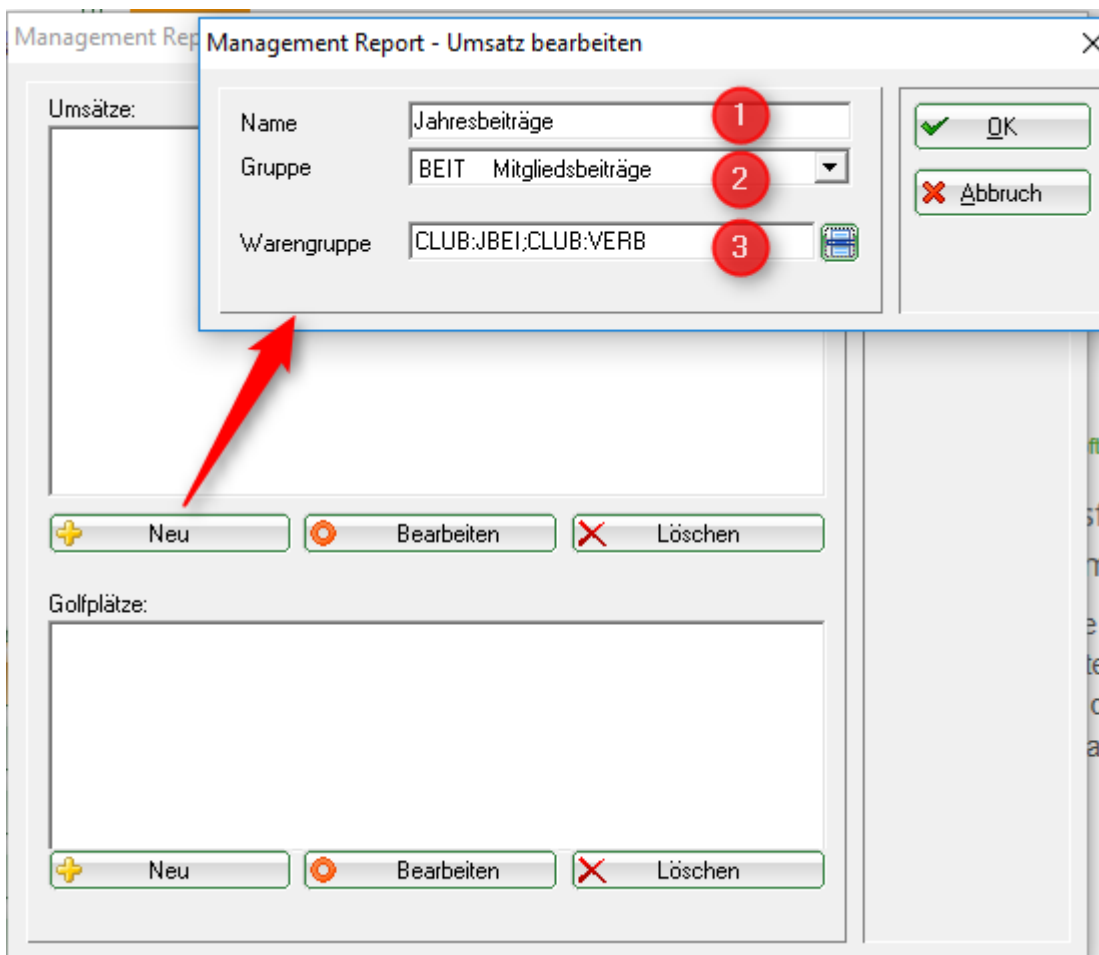 Management Rep
Management Report - Umsatz bearbeiten
Umsätze:
Name
Jahresbeiträge
1
Gruppe
BEIT Mitgliedsbeiträge
2
Warengruppe
CLUB:JBEI;CLUB:VERB
3
OK
Abbruch
Neu
Bearbeiten
Löschen
Golfplätze:
Neu
Bearbeiten
Löschen